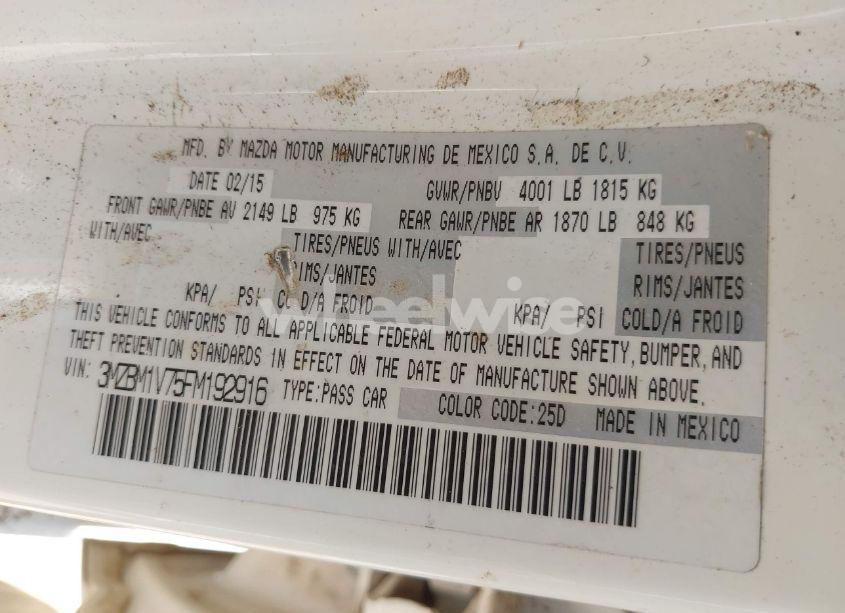 MFD. BY MAZDA MOTOR MANUFACTURING DE MEXICO S.A. DE C.V.
DATE 02/15 GVWR/PNBV 4001 LB 1815 KG
FRONT GAWR/PNBE AV 2149 LB 975 KG REAR GAWR/PNBE AR 1870 LB 848 KG
WITH/AVEC TIRES/PNEUS WITH/AVEC TIRES/PNEUS
RIMS/JANTES RIMS/JANTES
KPA/ PSI COLD/A FROID KPA/ PSI COLD/A FROID
wheelwise
THIS VEHICLE CONFORMS TO ALL APPLICABLE FEDERAL MOTOR VEHICLE SAFETY, BUMPER, AND
THEFT PREVENTION STANDARDS IN EFFECT ON THE DATE OF MANUFACTURE SHOWN ABOVE.
VIN: 3MZBM1V75FM192916 TYPE:PASS CAR COLOR CODE:25D MADE IN MEXICO